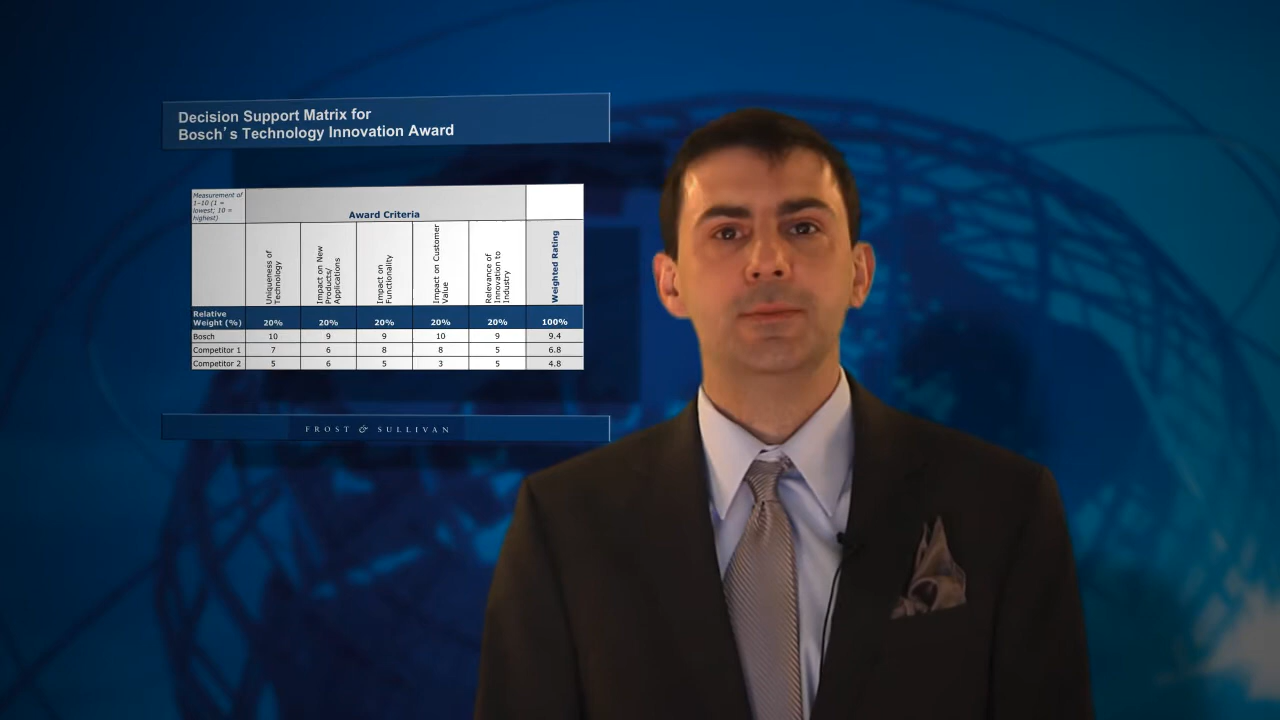 Decision Support Matrix for
Bosch's Technology Innovation Award
Measurement of
1–10 (1 =
lowest; 10 =
highest)
Award Criteria
Uniqueness of
Technology
Impact on New
Products/
Applications
Impact on
Functionality
Impact on Customer
Value
Relevance of
Innovation to
Industry
Weighted Rating
Relative
Weight (%) 20% 20% 20% 20% 20% 100%
Bosch 10 9 9 10 9 9.4
Competitor 1 7 6 8 8 5 6.8
Competitor 2 5 6 5 3 5 4.8
FROST & SULLIVAN